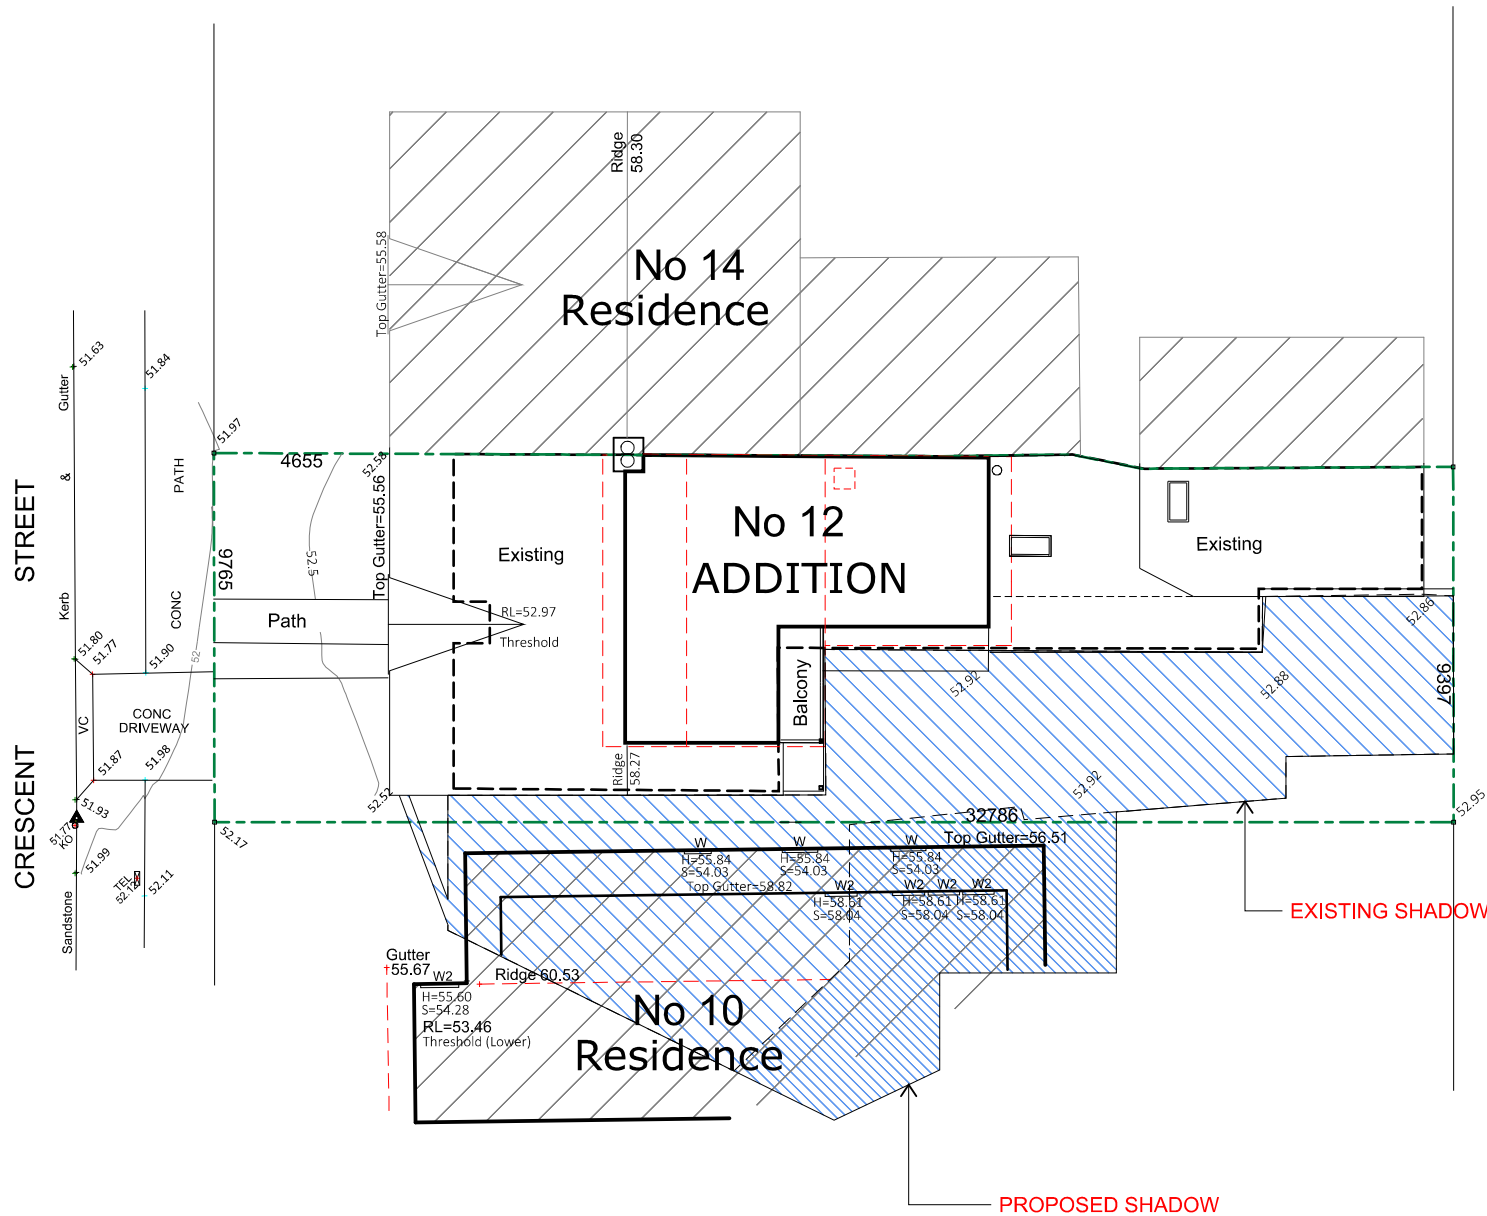 Ridge
58.30
Top Gutter=55.58
No 14
Residence
51.63
51.84
Gutter
&
Kerb
STREET
PATH
CONC
51.97
4655
52.58
Top Gutter=55.56
9765
52.5
Existing
No 12
ADDITION
Existing
RL=52.97
Threshold
Path
51.80
51.77
51.90
52
52.86
Balcony
52.92
52.88
9397
VC
CONC
DRIVEWAY
CRESCENT
51.87
51.98
Ridge
58.27
52.52
52.92
51.93
51.77
KO
52.17
32786
52.95
Top Gutter=56.51
W
H=55.84
S=54.03
W
H=55.84
S=54.03
W
H=55.84
S=54.03
51.99
TEL
52.12
52.11
Top Gutter=58.82
W2
H=58.61
S=58.04
W2
H=58.61
S=58.04
W2
W2
H=58.61
S=58.04
EXISTING SHADOW
Sandstone
Gutter
55.67
W2
Ridge 60.53
H=55.60
S=54.28
RL=53.46
Threshold (Lower)
No 10
Residence
PROPOSED SHADOW